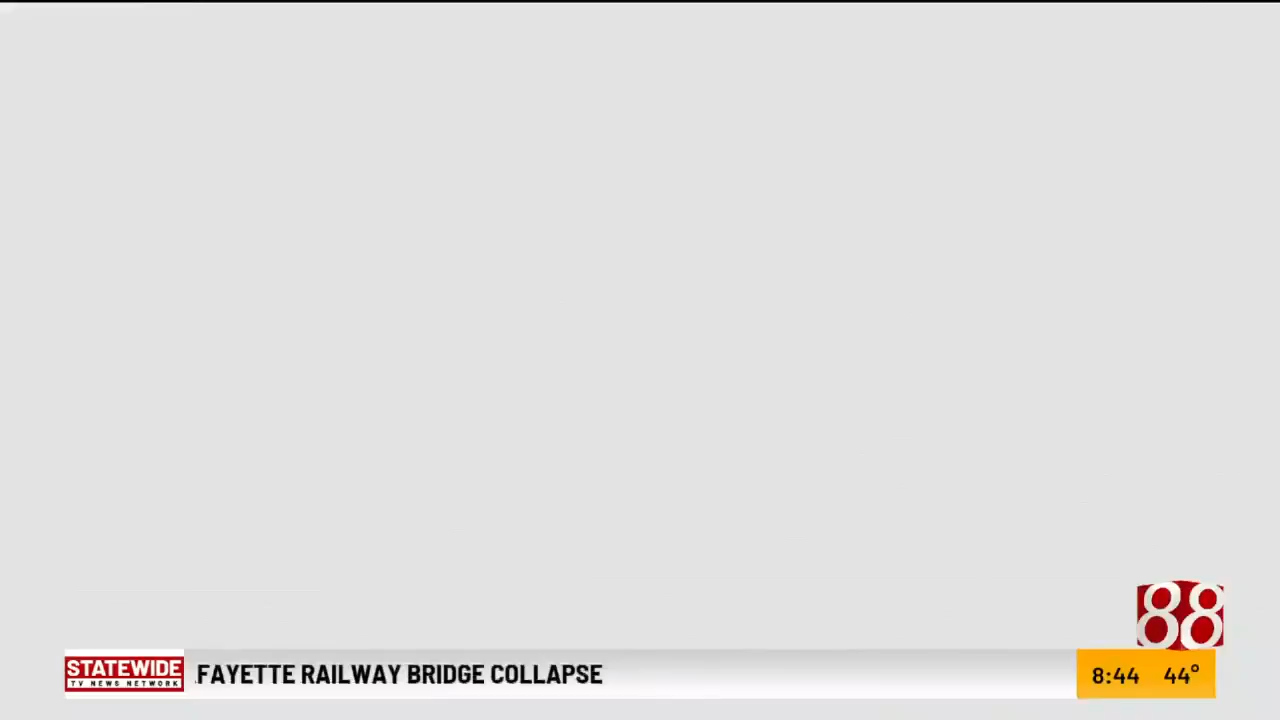 88
STATEWIDE
TV NEWS NETWORK
FAYETTE RAILWAY BRIDGE COLLAPSE
8:44 44°